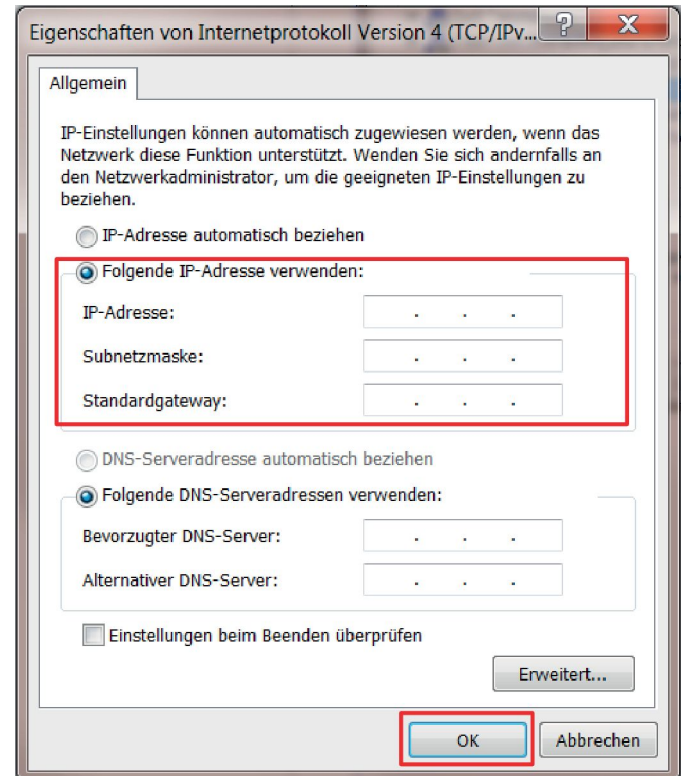 Eigenschaften von Internetprotokoll Version 4 (TCP/IPv...
?
X
Allgemein
IP-Einstellungen können automatisch zugewiesen werden, wenn das
Netzwerk diese Funktion unterstützt. Wenden Sie sich andernfalls an
den Netzwerkadministrator, um die geeigneten IP-Einstellungen zu
beziehen.
IP-Adresse automatisch beziehen
Folgende IP-Adresse verwenden:
IP-Adresse: . . .
Subnetzmaske: . . .
Standardgateway: . . .
DNS-Serveradresse automatisch beziehen
Folgende DNS-Serveradressen verwenden:
Bevorzugter DNS-Server: . . .
Alternativer DNS-Server: . . .
Einstellungen beim Beenden überprüfen
Erweitert...
OK Abbrechen